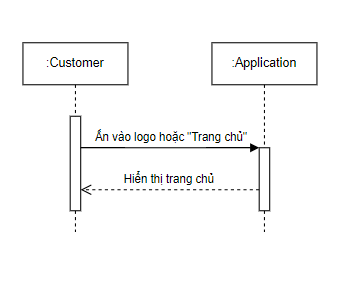 :Customer
:Application
Ấn vào logo hoặc "Trang chủ"
Hiển thị trang chủ